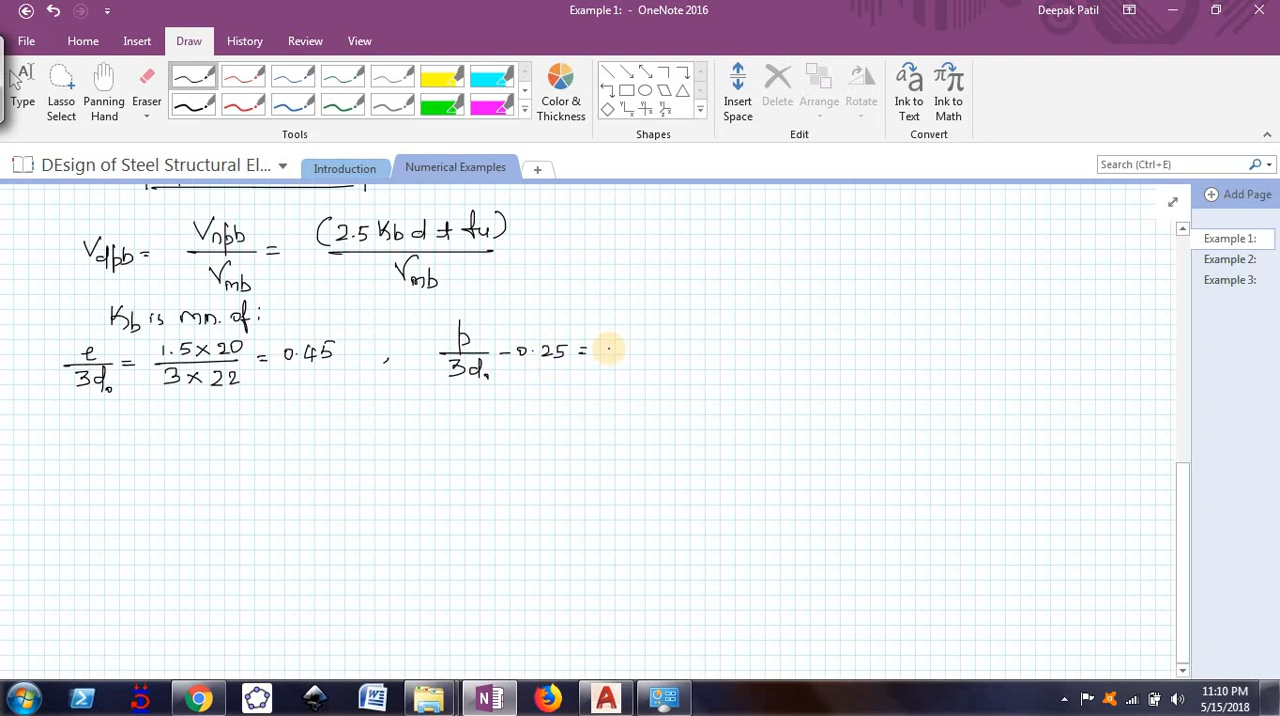 Example 1: - OneNote 2016
Deepak Patil
File Home Insert Draw History Review View
Type
Lasso Select
Panning Hand
Eraser
Color & Thickness
Insert Space
Delete
Arrange
Rotate
Ink to Text
Ink to Math
Tools
Shapes
Edit
Convert
DEsign of Steel Structural El...
Introduction
Numerical Examples
Search (Ctrl+E)
Add Page
Example 1:
Example 2:
Example 3:
Vdpb = Vnpb / γmb = (2.5 Kb d t fu) / γmb
Kb is mn. of :
e / 3d₀ = 1.5 × 20 / 3 × 22 = 0.45 , p / 3d₀ - 0.25 =
11:10 PM
5/15/2018